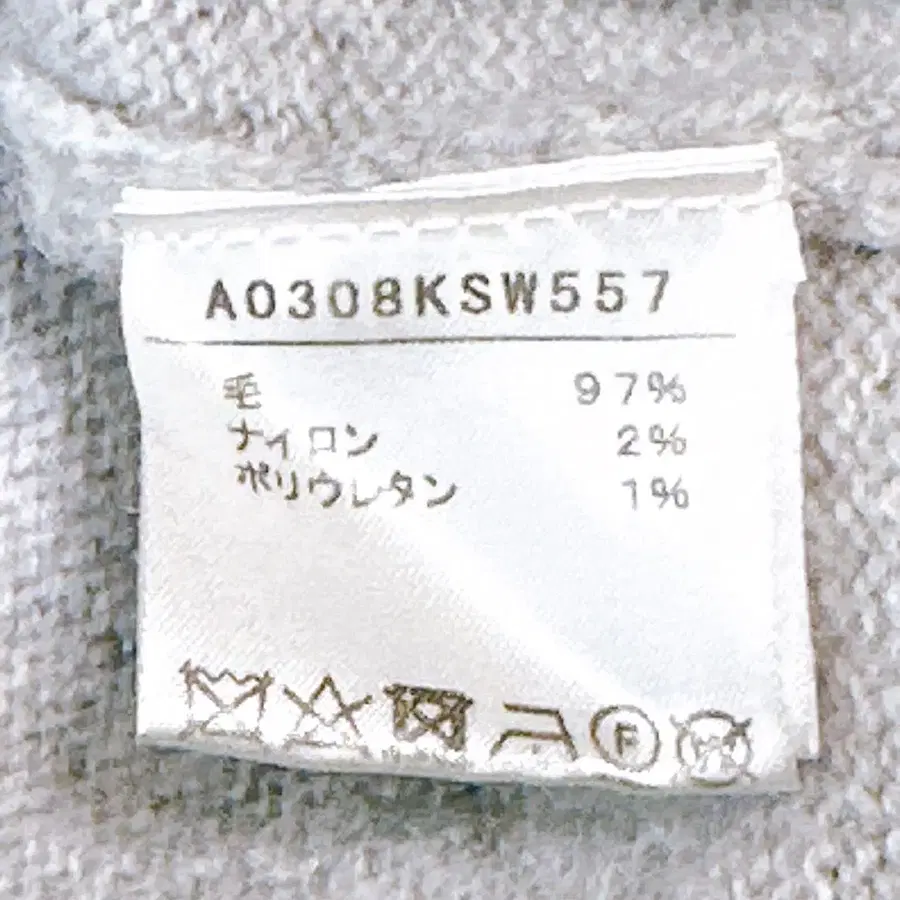 A0308KSW557
毛 97%
ナイロン 2%
ポリウレタン 1%
F